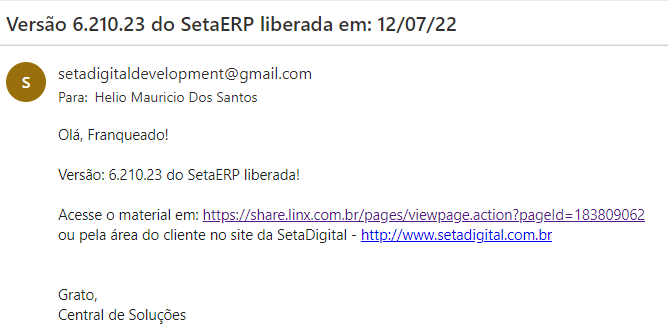 Versão 6.210.23 do SetaERP liberada em: 12/07/22
S
setadigitaldevelopment@gmail.com
Para: Helio Mauricio Dos Santos
Olá, Franqueado!
Versão: 6.210.23 do SetaERP liberada!
Acesse o material em: https://share.linx.com.br/pages/viewpage.action?pageId=183809062
ou pela área do cliente no site da SetaDigital - http://www.setadigital.com.br
Grato,
Central de Soluções